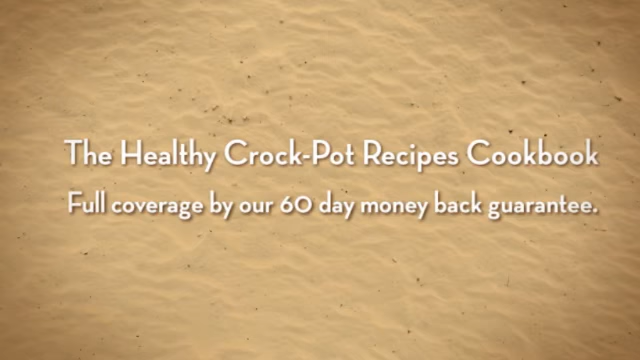 The Healthy Crock-Pot Recipes Cookbook
Full coverage by our 60 day money back guarantee.